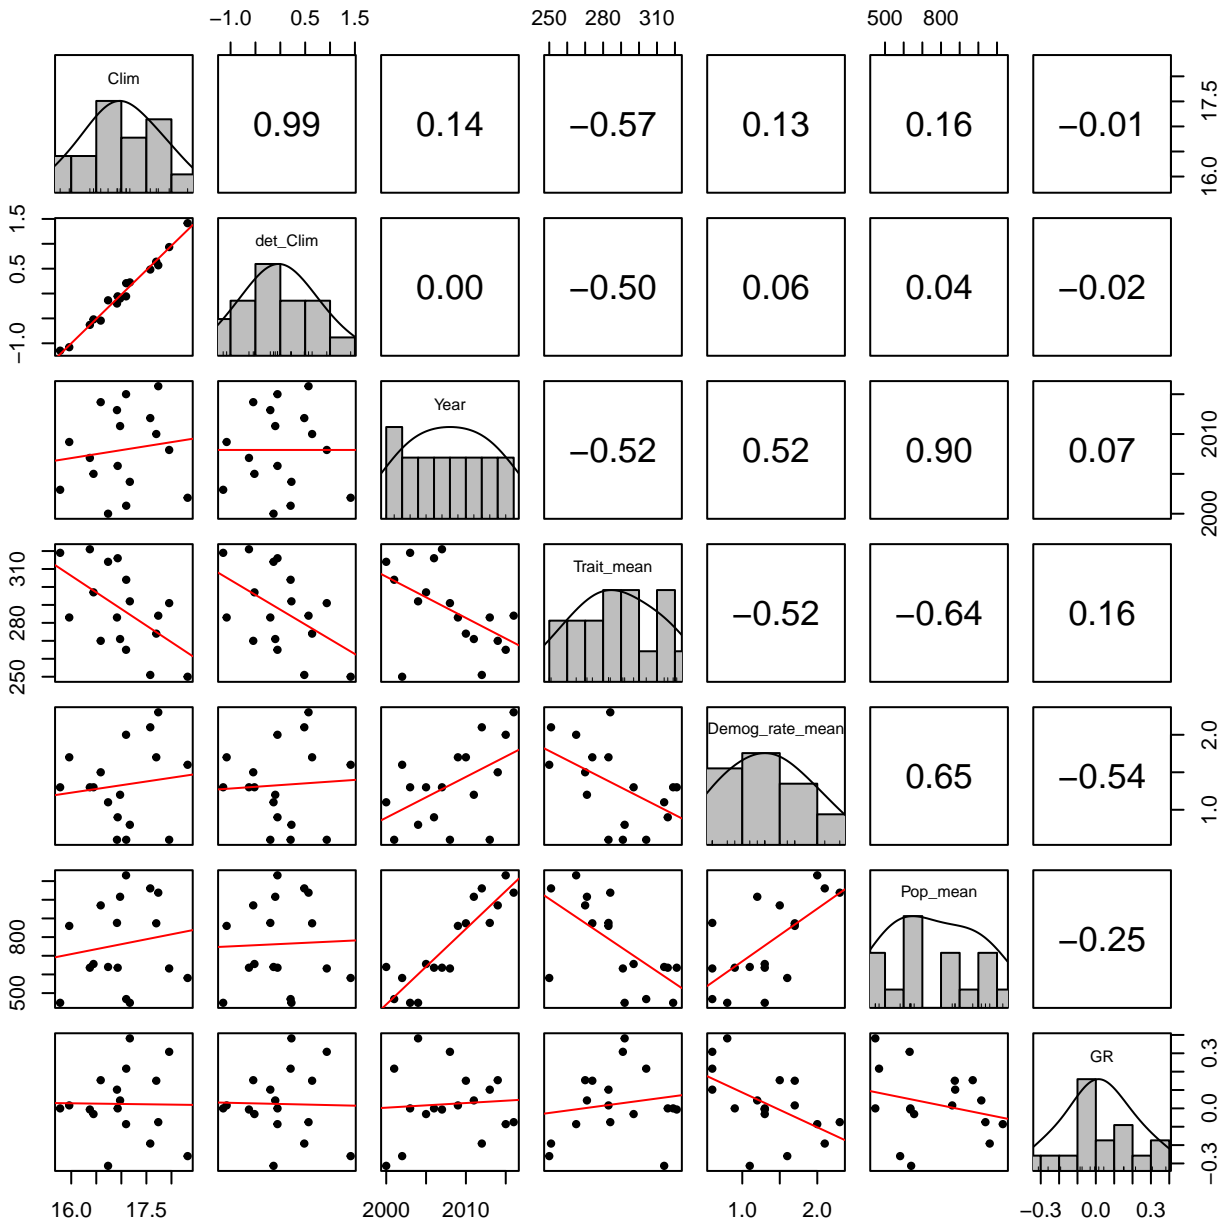 −1.0 0.5 1.5 250 280 310 500 800
Clim 0.99 0.14 −0.57 0.13 0.16 −0.01 16.0 17.5
−1.0 0.5 1.5 det_Clim 0.00 −0.50 0.06 0.04 −0.02
Year −0.52 0.52 0.90 0.07 2000 2010
250 280 310 Trait_mean −0.52 −0.64 0.16
Demog_rate_mean 0.65 −0.54 1.0 2.0
500 800 Pop_mean −0.25
GR −0.3 0.0 0.3
16.0 17.5 2000 2010 1.0 2.0 −0.3 0.0 0.3